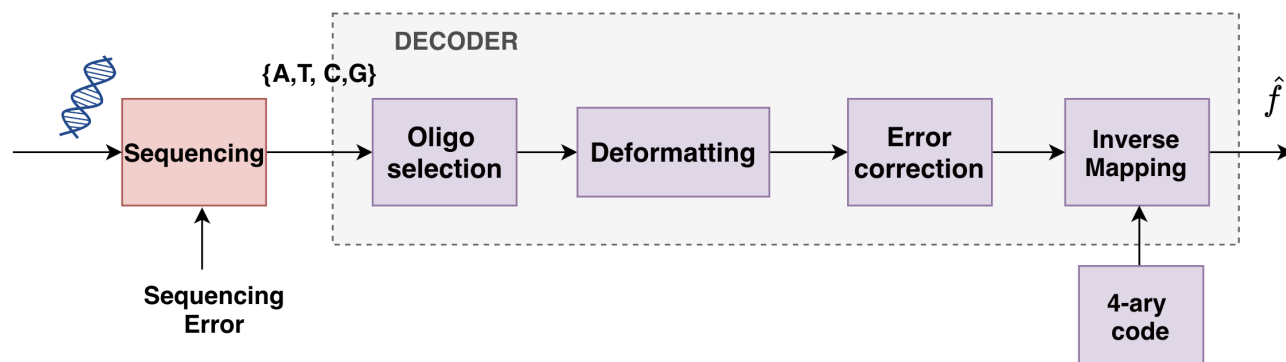 DECODER
{A,T, C,G}
Sequencing
Oligo
selection
Deformatting
Error
correction
Inverse
Mapping
f̂
Sequencing
Error
4-ary
code